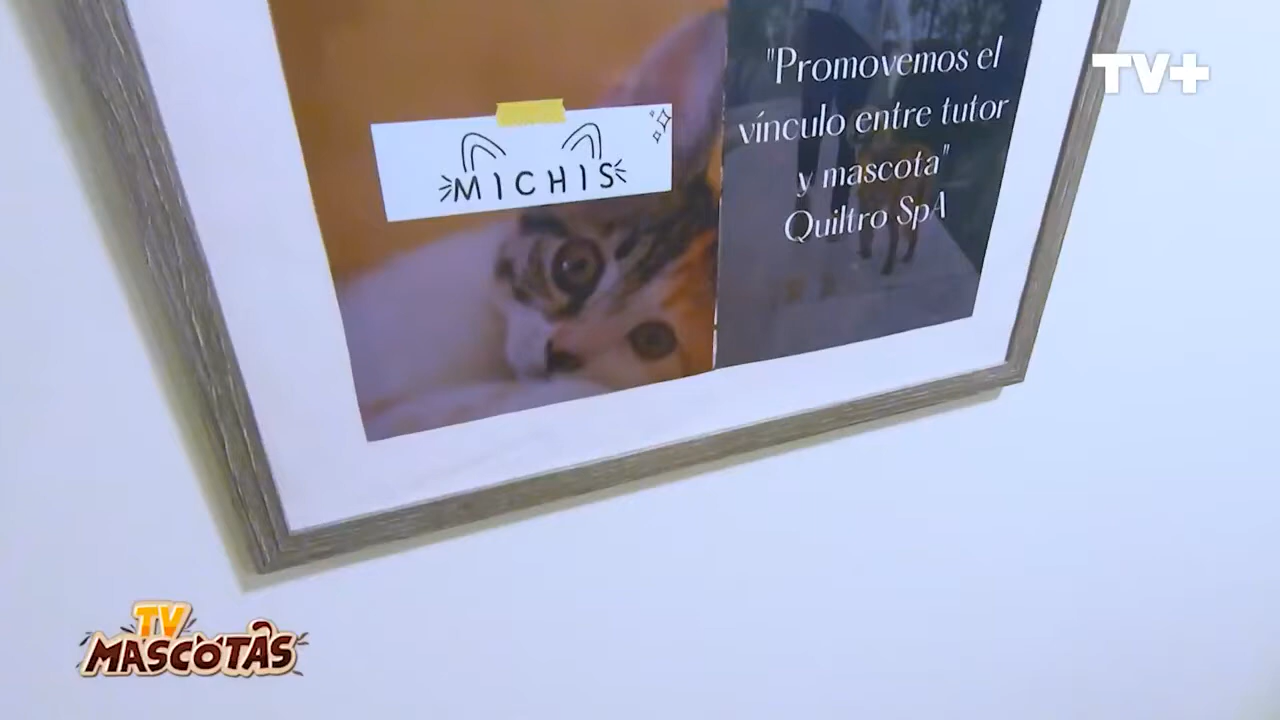 MICHIS
"Promovemos el
vínculo entre tutor
y mascota"
Quiltro SpA
TV+
TV
MASCOTAS